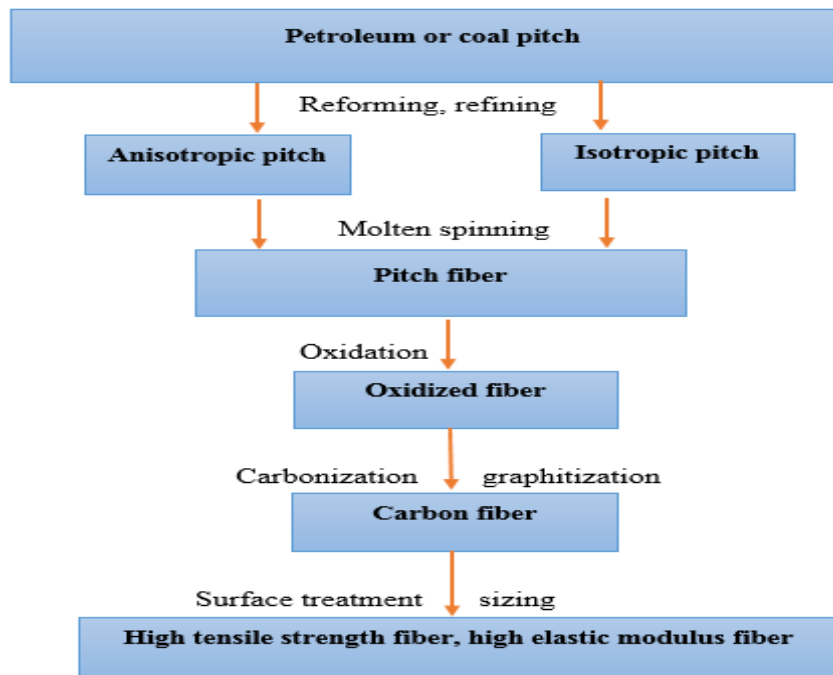 Petroleum or coal pitch
Reforming, refining
Anisotropic pitch
Isotropic pitch
Molten spinning
Pitch fiber
Oxidation
Oxidized fiber
Carbonization graphitization
Carbon fiber
Surface treatment sizing
High tensile strength fiber, high elastic modulus fiber